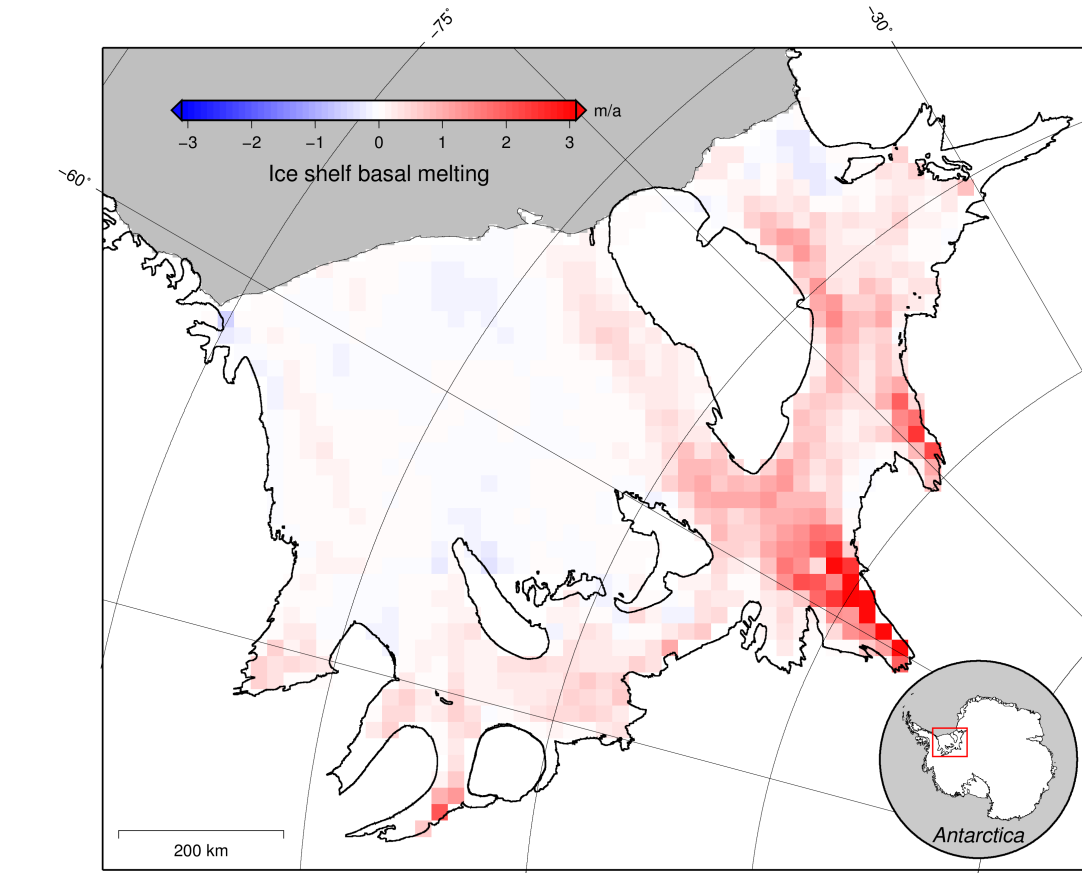 −75˚
−30˚
−60˚
m/a
−3 −2 −1 0 1 2 3
Ice shelf basal melting
200 km
Antarctica